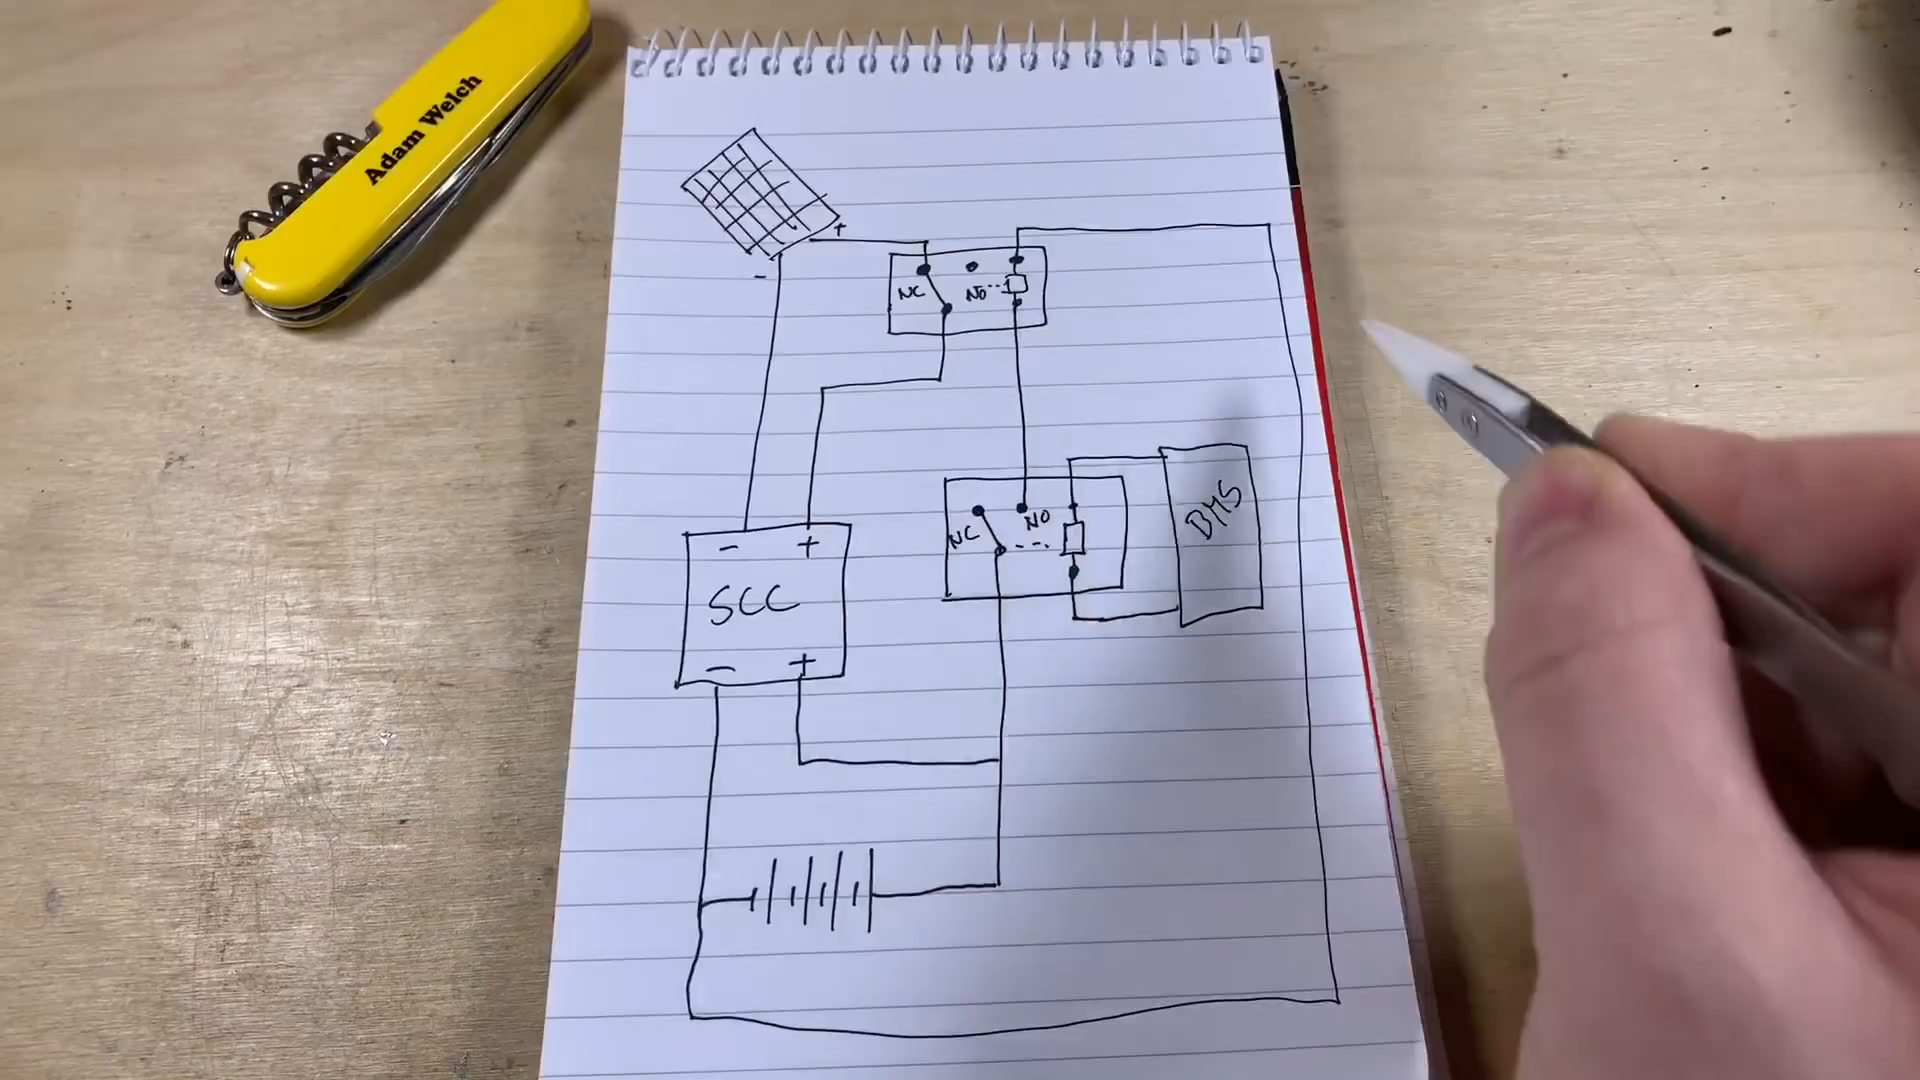 Adam Welch
+
-
NC
NO
BMS
NC
NO
- +
SCC
- +